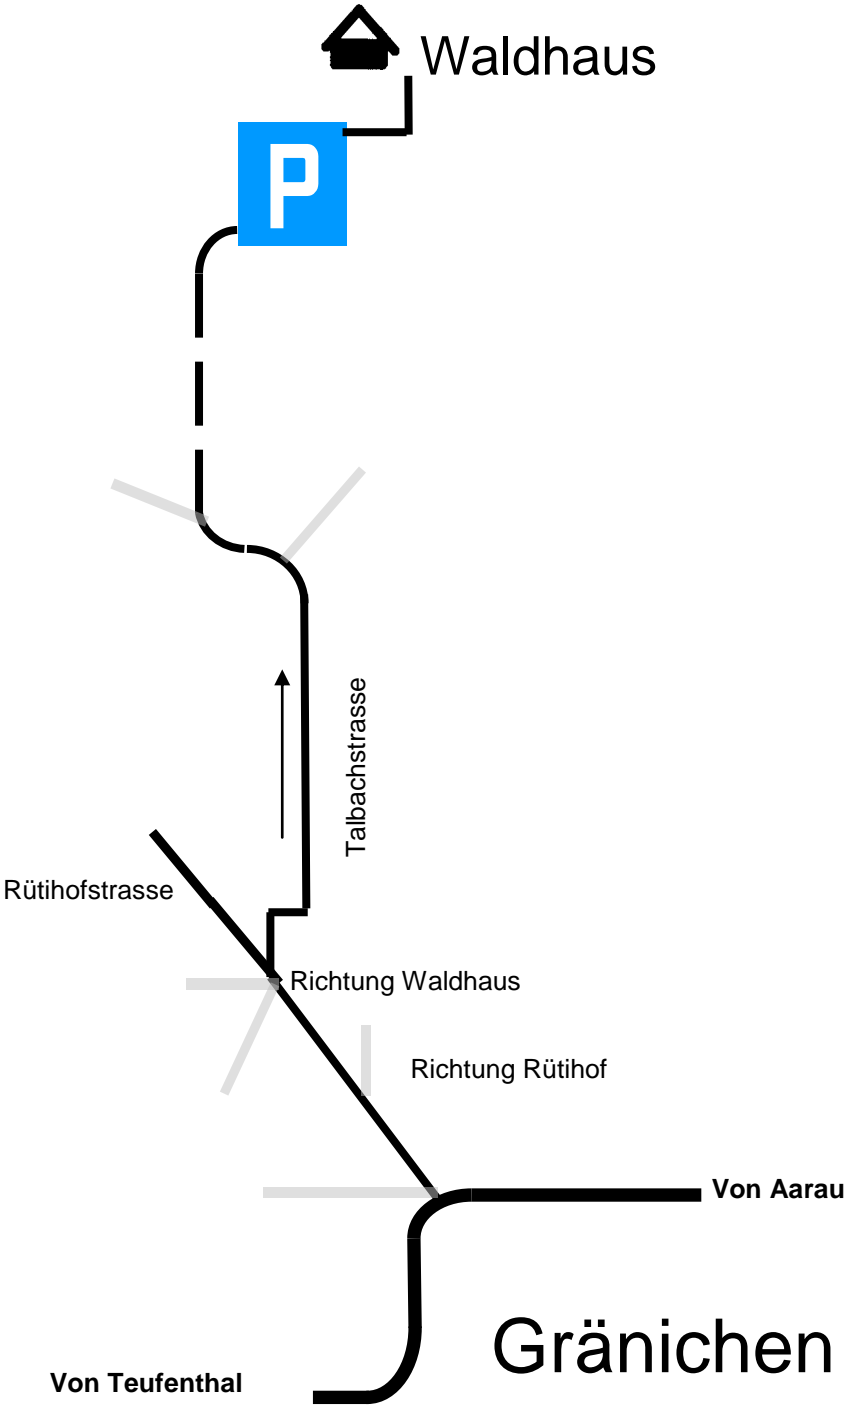 Waldhaus
P
Talbachstrasse
Rütihofstrasse
Richtung Waldhaus
Richtung Rütihof
Von Aarau
Gränichen
Von Teufenthal